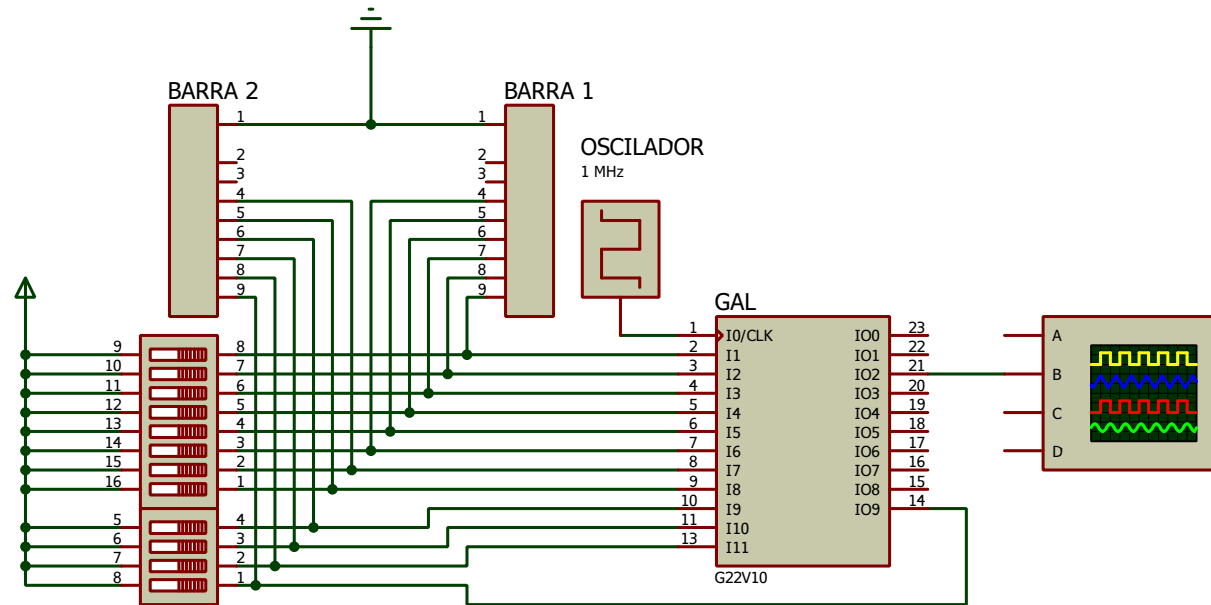 BARRA 2
BARRA 1
1 1
OSCILADOR
1 MHz
2 2
3 3
4 4
5 5
6 6
7 7
8 8
9 9
GAL
1 I0/CLK IO0 23 A
9 8 2 I1 IO1 22
10 7 3 I2 IO2 21 B
11 6 4 I3 IO3 20
12 5 5 I4 IO4 19 C
13 4 6 I5 IO5 18
14 3 7 I6 IO6 17 D
15 2 8 I7 IO7 16
16 1 9 I8 IO8 15
10 I9 IO9 14
5 4 11 I10
6 3 13 I11
7 2
8 1
G22V10